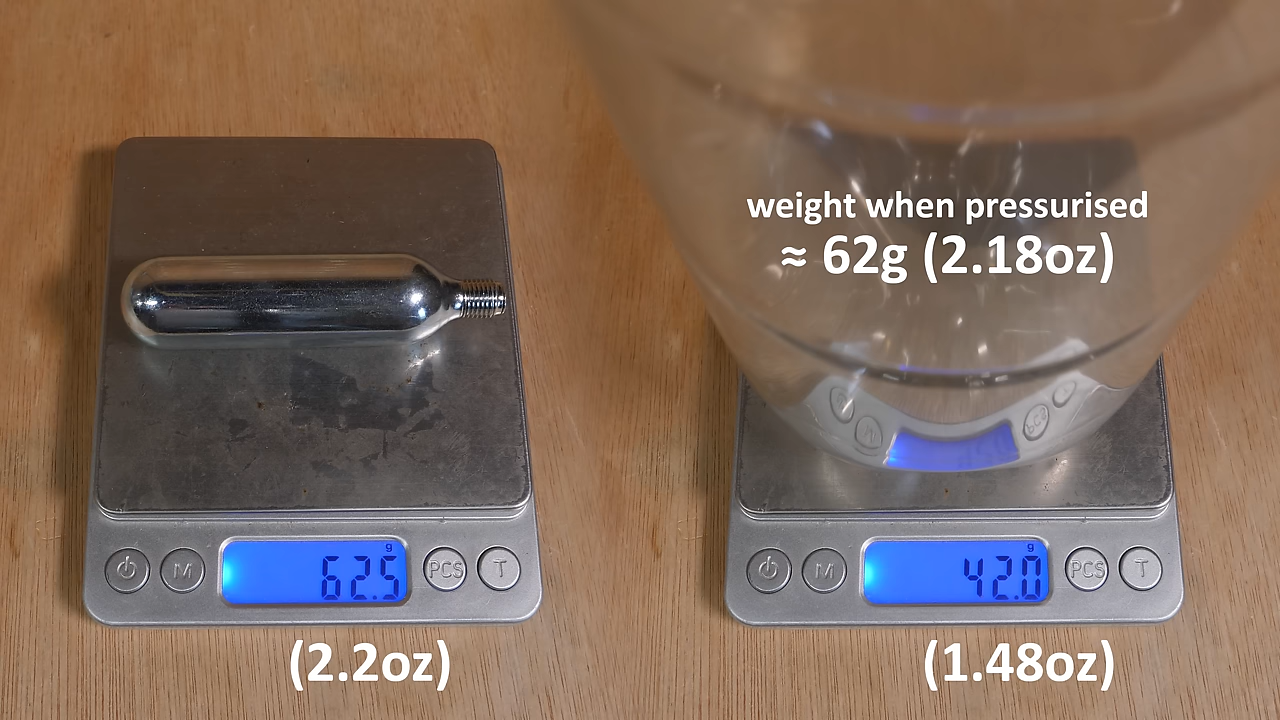 weight when pressurised
≈ 62g (2.18oz)
g
62.5
M
PCS
T
(2.2oz)
g
42.0
M
PCS
T
(1.48oz)